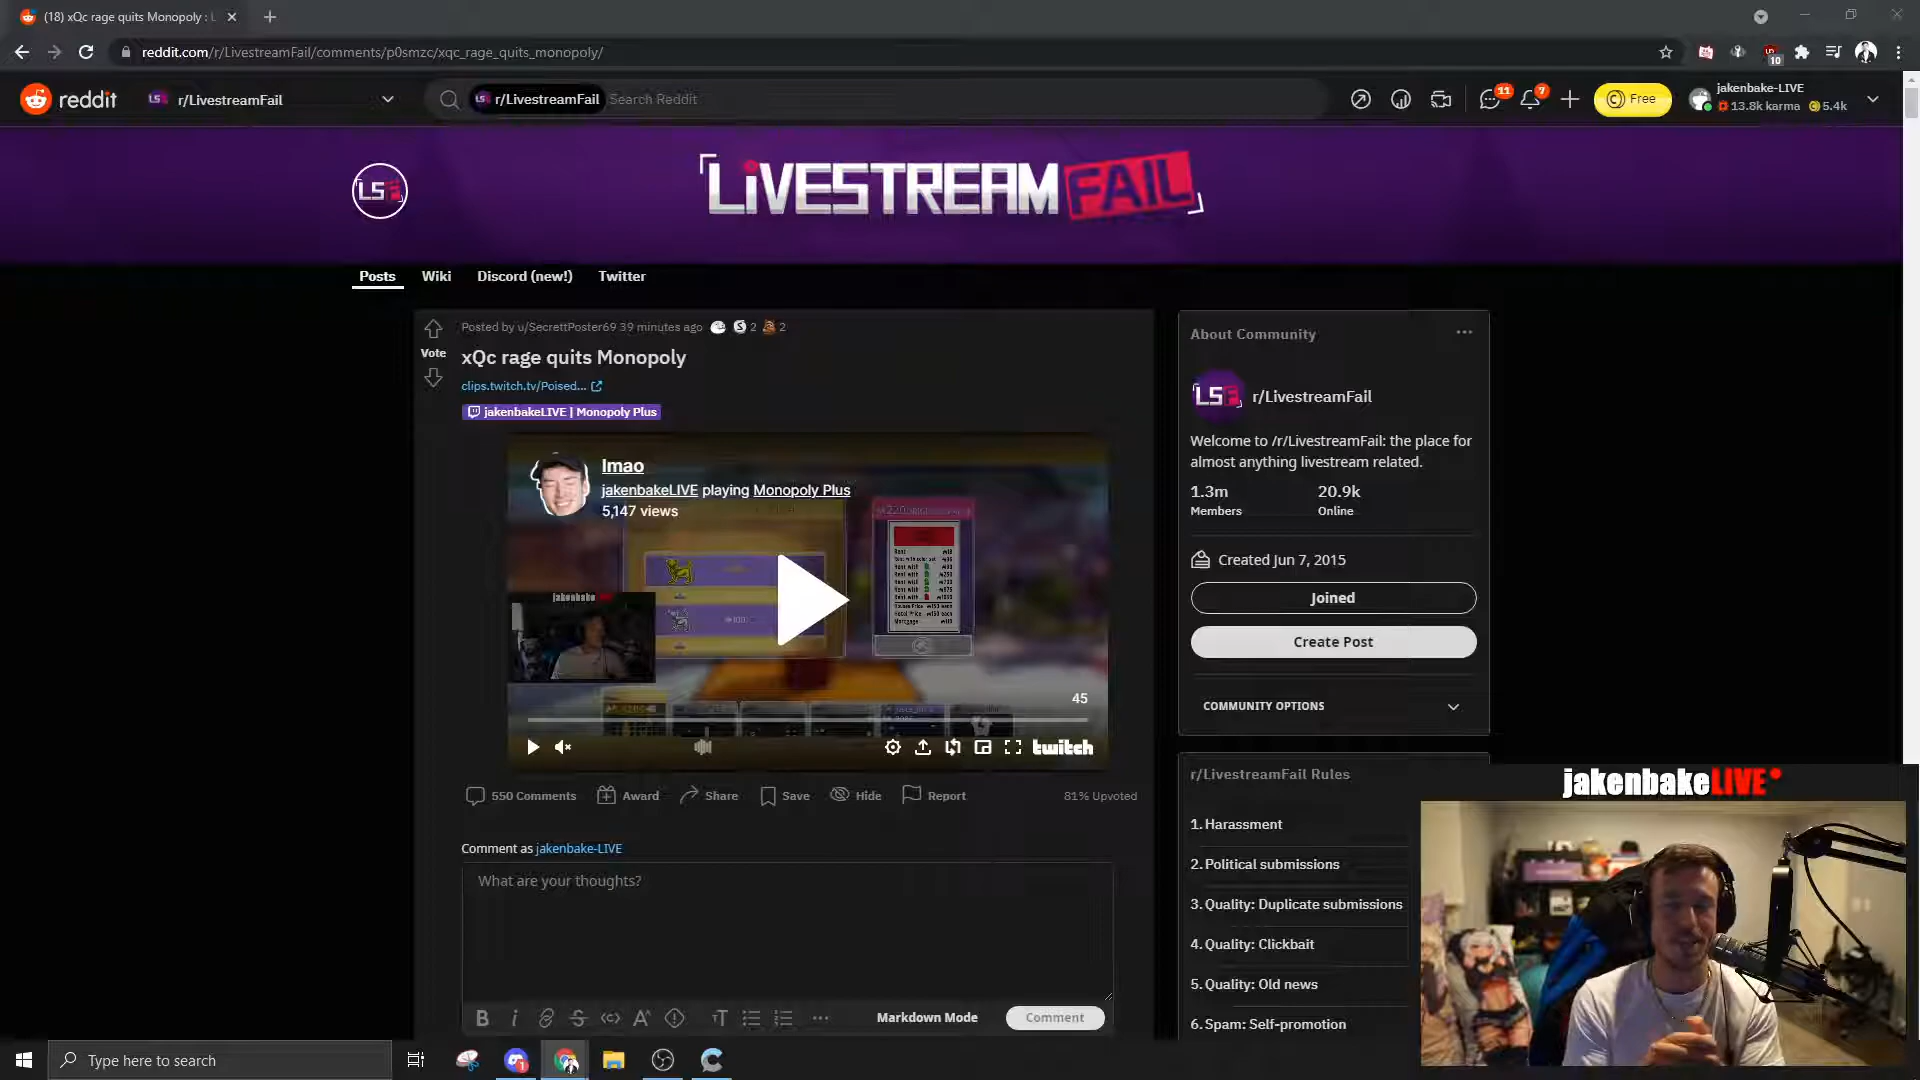 (18) xQc rage quits Monopoly : L
reddit.com/r/LivestreamFail/comments/p0smzc/xqc_rage_quits_monopoly/
10
reddit
r/LivestreamFail
r/LivestreamFail
Search Reddit
11
7
Free
jakenbake-LIVE
13.8k karma
5.4k
LSF
LIVESTREAM FAIL
Posts
Wiki
Discord (new!)
Twitter
Posted by u/SecrettPoster69 39 minutes ago
2
2
Vote
xQc rage quits Monopoly
clips.twitch.tv/Poised...
jakenbakeLIVE | Monopoly Plus
lmao
jakenbakeLIVE playing Monopoly Plus
5,147 views
jakenbake
45
twitch
550 Comments
Award
Share
Save
Hide
Report
81% Upvoted
Comment as jakenbake-LIVE
What are your thoughts?
Markdown Mode
Comment
About Community
LSF
r/LivestreamFail
Welcome to /r/LivestreamFail: the place for
almost anything livestream related.
1.3m
20.9k
Members
Online
Created Jun 7, 2015
Joined
Create Post
COMMUNITY OPTIONS
r/LivestreamFail Rules
1. Harassment
2. Political submissions
3. Quality: Duplicate submissions
4. Quality: Clickbait
5. Quality: Old news
6. Spam: Self-promotion
jakenbakeLIVE
Type here to search
1